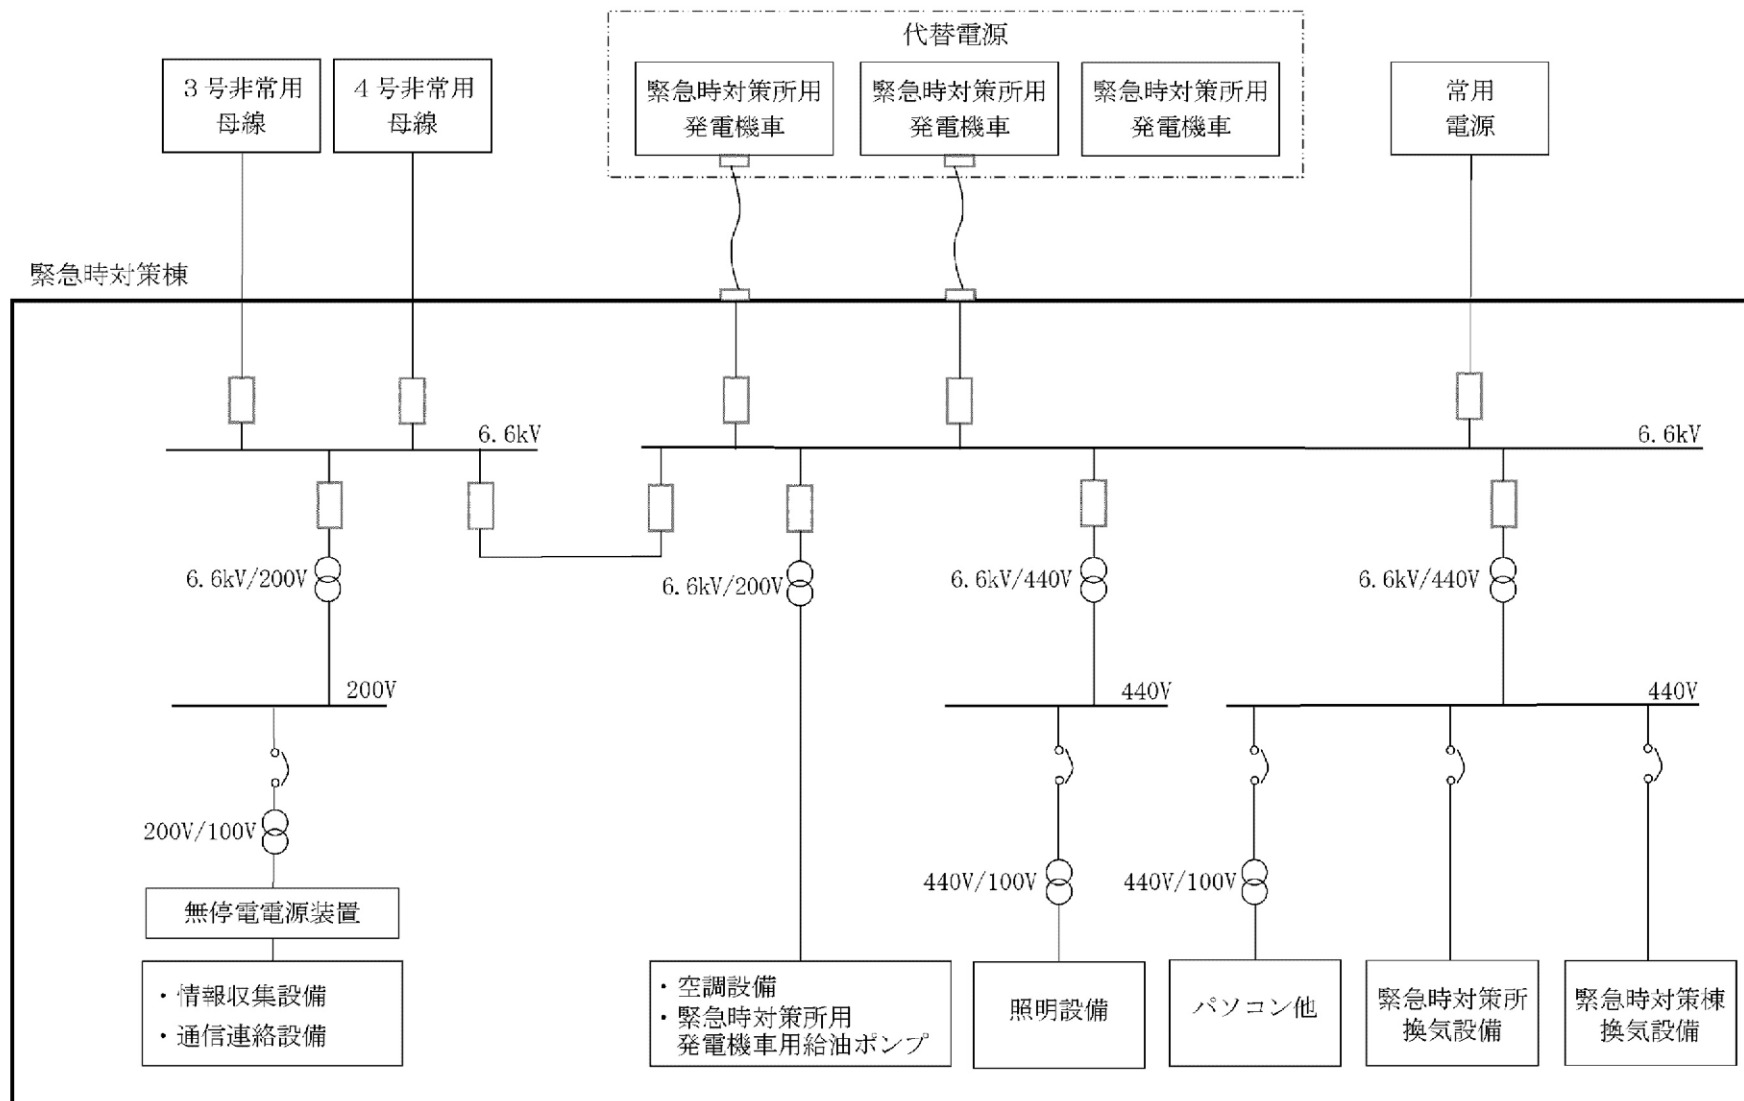 代替電源
3号非常用
母線
4号非常用
母線
緊急時対策所用
発電機車
緊急時対策所用
発電機車
緊急時対策所用
発電機車
常用
電源
緊急時対策棟
6.6kV
6.6kV
6.6kV/200V
6.6kV/200V
6.6kV/440V
6.6kV/440V
200V
440V
440V
200V/100V
440V/100V
440V/100V
無停電電源装置
・情報収集設備
・通信連絡設備
・空調設備
・緊急時対策所用
発電機車用給油ポンプ
照明設備
パソコン他
緊急時対策所
換気設備
緊急時対策棟
換気設備